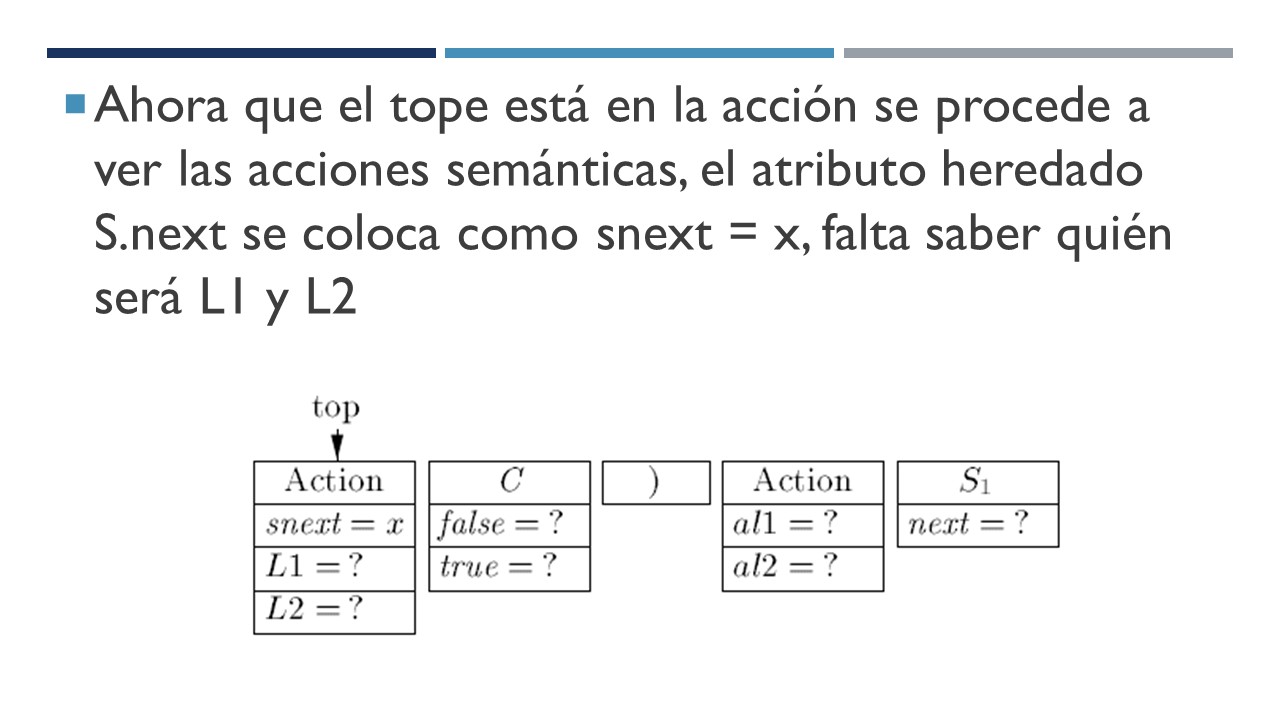 Ahora que el tope está en la acción se procede a
ver las acciones semánticas, el atributo heredado
S.next se coloca como snext = x, falta saber quién
será L1 y L2
top
Action
snext = x
L1 = ?
L2 = ?
C
false = ?
true = ?
)
Action
al1 = ?
al2 = ?
S₁
next = ?